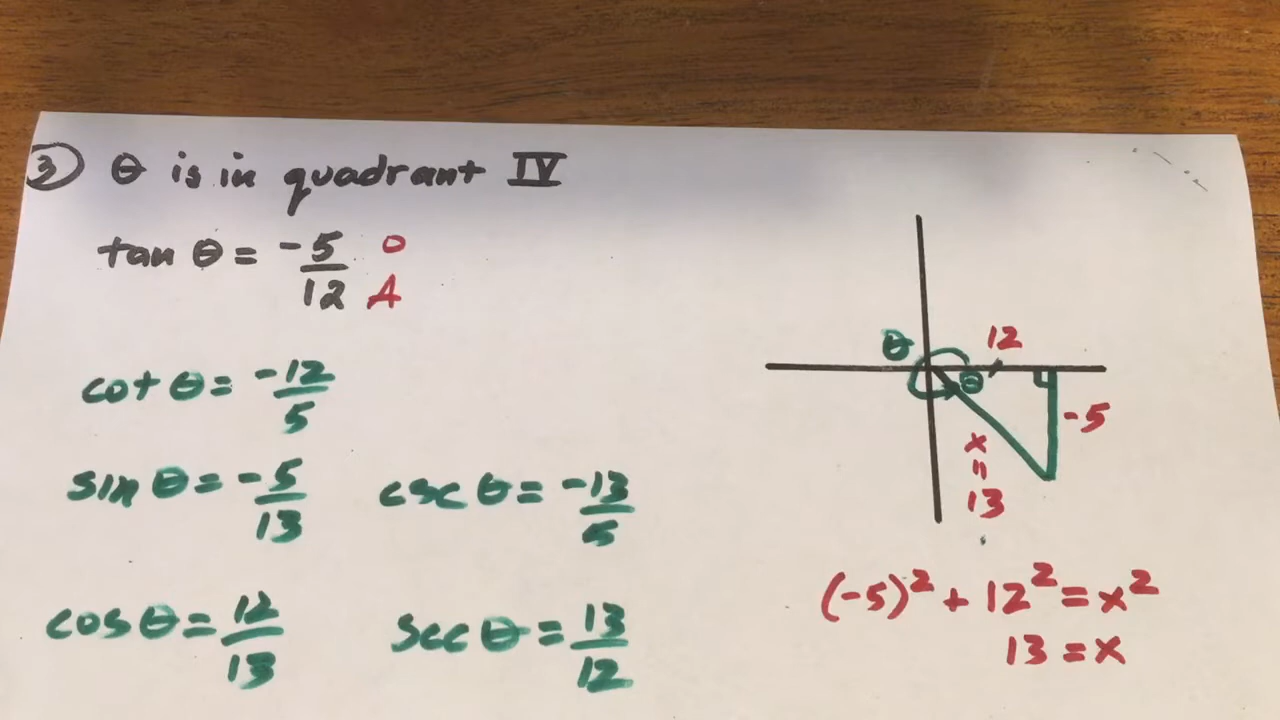 3 θ is in quadrant IV
tan θ = -5/12 O A
cot θ = -12/5
sin θ = -5/13 csc θ = -13/5
cos θ = 12/13 sec θ = 13/12
θ 12
θ
-5
x
=
13
(-5)² + 12² = x²
13 = x